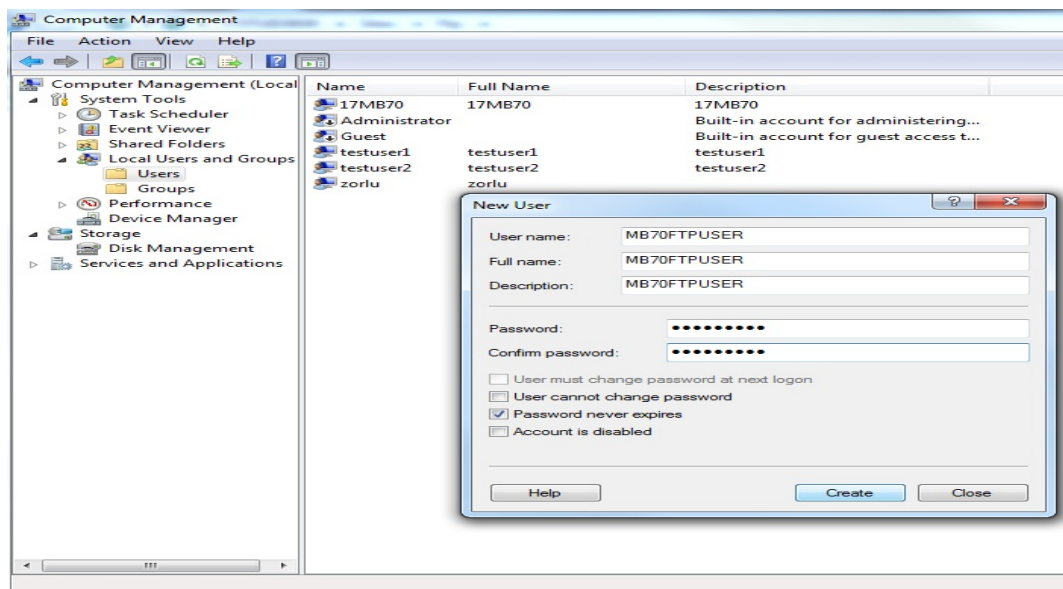 Computer Management
File Action View Help
Computer Management (Local
System Tools
Task Scheduler
Event Viewer
Shared Folders
Local Users and Groups
Users
Groups
Performance
Device Manager
Storage
Disk Management
Services and Applications
Name Full Name Description
17MB70 17MB70 17MB70
Administrator Built-in account for administering...
Guest Built-in account for guest access t...
testuser1 testuser1 testuser1
testuser2 testuser2 testuser2
zorlu zorlu
New User
User name: MB70FTPUSER
Full name: MB70FTPUSER
Description: MB70FTPUSER
Password: •••••••••
Confirm password: •••••••••
User must change password at next logon
User cannot change password
Password never expires
Account is disabled
Help Create Close